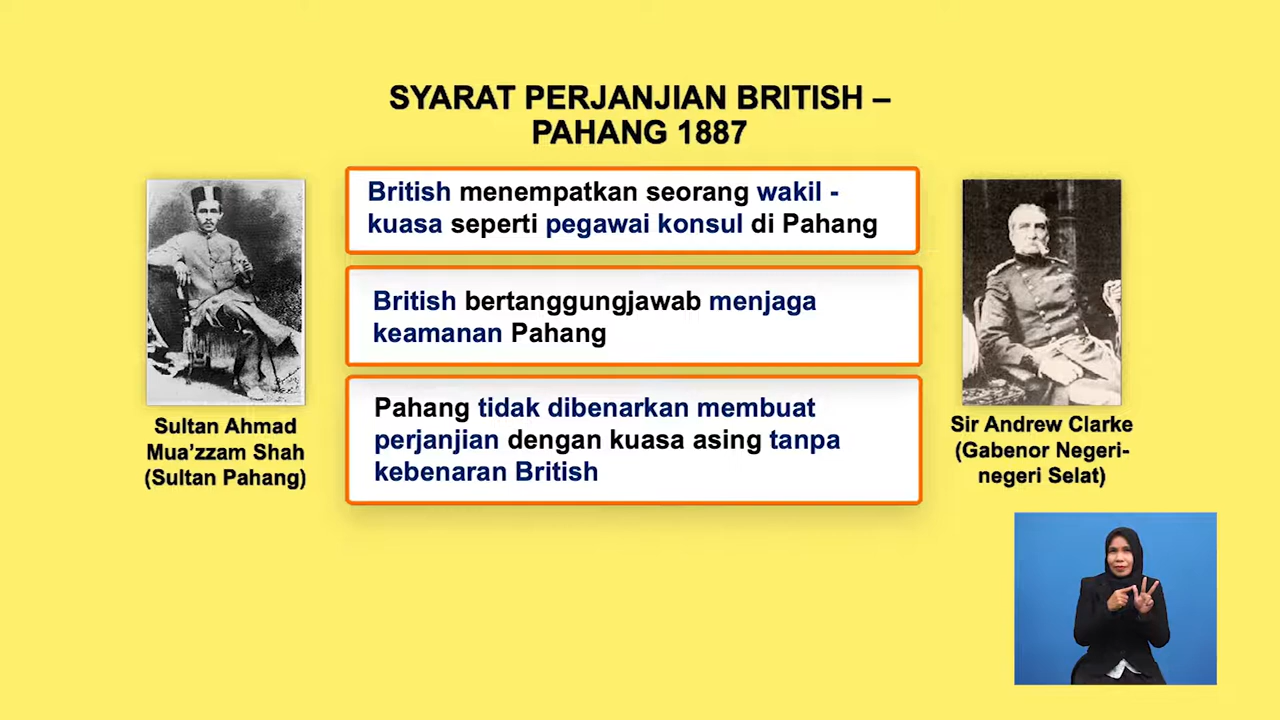 SYARAT PERJANJIAN BRITISH –
PAHANG 1887
British menempatkan seorang wakil -
kuasa seperti pegawai konsul di Pahang
British bertanggungjawab menjaga
keamanan Pahang
Pahang tidak dibenarkan membuat
perjanjian dengan kuasa asing tanpa
kebenaran British
Sultan Ahmad
Mua’zzam Shah
(Sultan Pahang)
Sir Andrew Clarke
(Gabenor Negeri-
negeri Selat)